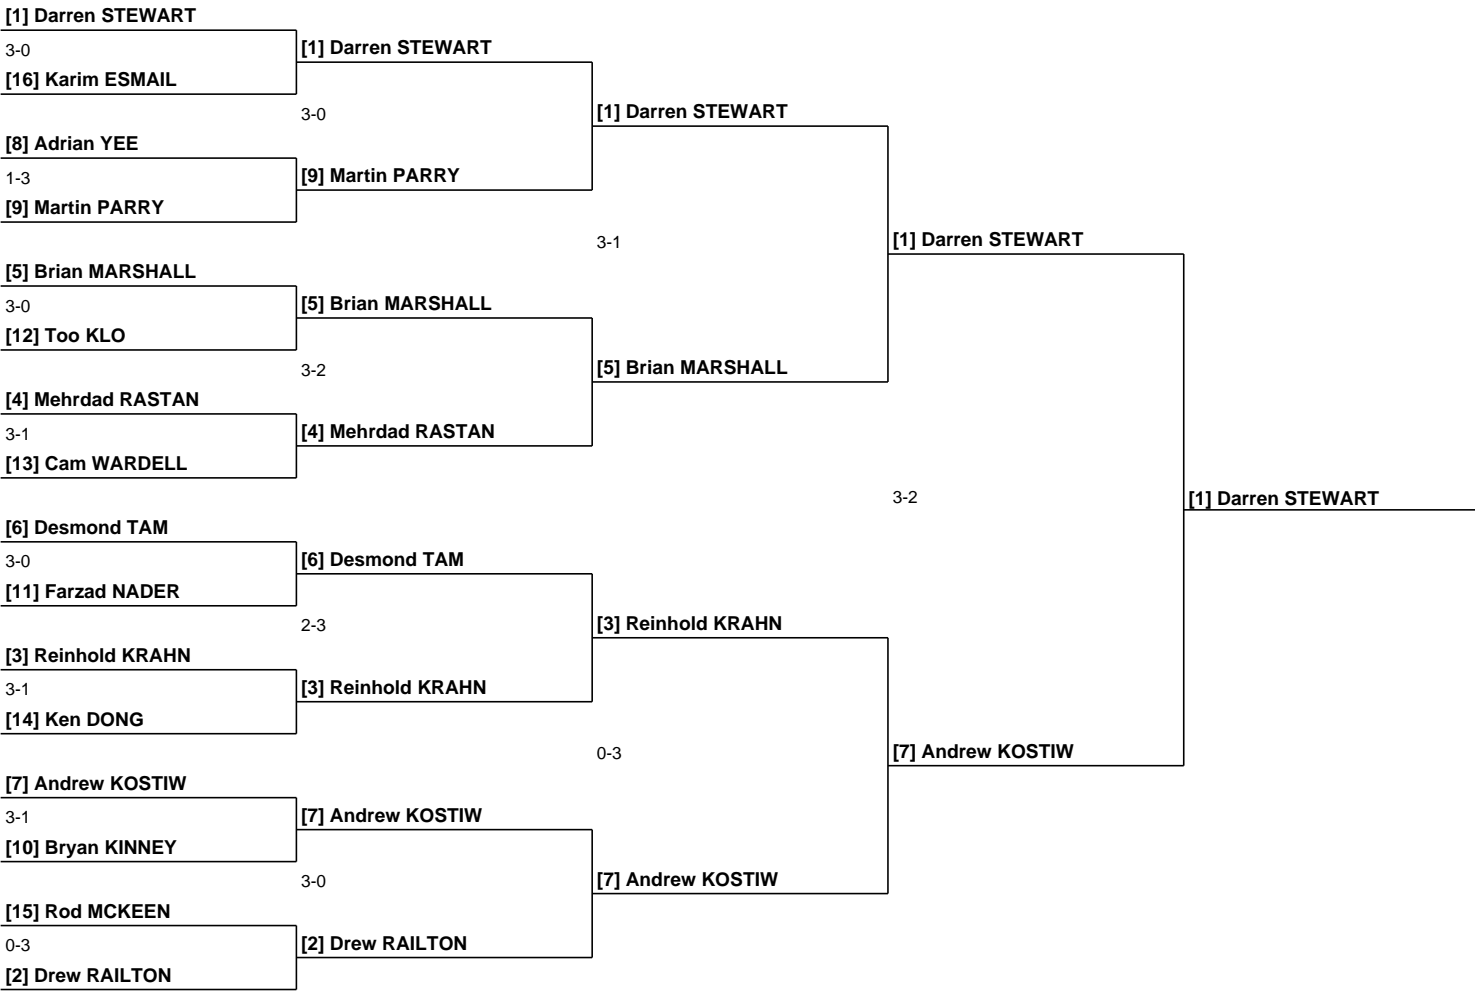 [1] Darren STEWART
3-0
[16] Karim ESMAIL
[8] Adrian YEE
1-3
[9] Martin PARRY
[5] Brian MARSHALL
3-0
[12] Too KLO
[4] Mehrdad RASTAN
3-1
[13] Cam WARDELL
[6] Desmond TAM
3-0
[11] Farzad NADER
[3] Reinhold KRAHN
3-1
[14] Ken DONG
[7] Andrew KOSTIW
3-1
[10] Bryan KINNEY
[15] Rod MCKEEN
0-3
[2] Drew RAILTON
[1] Darren STEWART
3-0
[9] Martin PARRY
[5] Brian MARSHALL
3-2
[4] Mehrdad RASTAN
[6] Desmond TAM
2-3
[3] Reinhold KRAHN
[7] Andrew KOSTIW
3-0
[2] Drew RAILTON
[1] Darren STEWART
3-1
[5] Brian MARSHALL
[3] Reinhold KRAHN
0-3
[7] Andrew KOSTIW
[1] Darren STEWART
3-2
[7] Andrew KOSTIW
[1] Darren STEWART